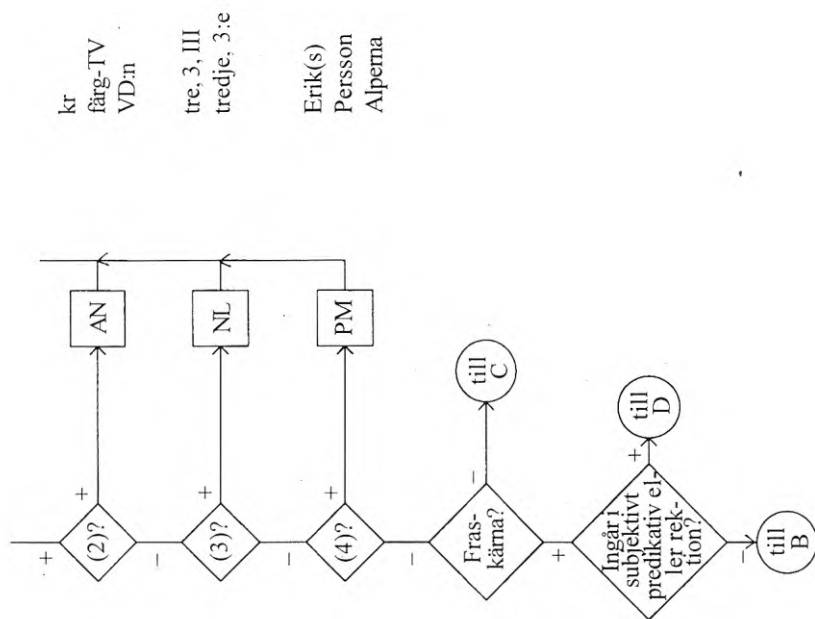 +
(2)?
+
AN
kr
färg-TV
VD:n
–
(3)?
+
NL
tre, 3, III
tredje, 3:e
–
(4)?
+
PM
Erik(s)
Persson
Alperna
–
Fras-
kärna?
–
till
C
+
Ingår i
subjektivt
predikativ el-
ler rek-
tion?
+
till
D
–
till
B